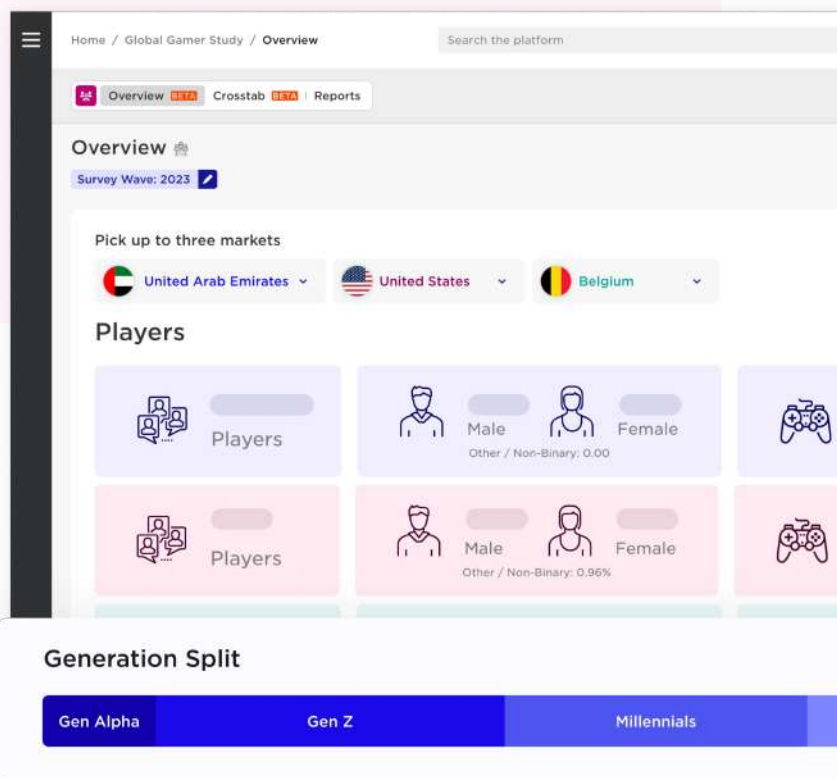 Home / Global Gamer Study / Overview
Search the platform
Overview BETA Crosstab BETA | Reports
Overview
Survey Wave: 2023
Pick up to three markets
United Arab Emirates
United States
Belgium
Players
Players
Male
Female
Other / Non-Binary: 0.00
Players
Male
Female
Other / Non-Binary: 0.96%
Generation Split
Gen Alpha
Gen Z
Millennials